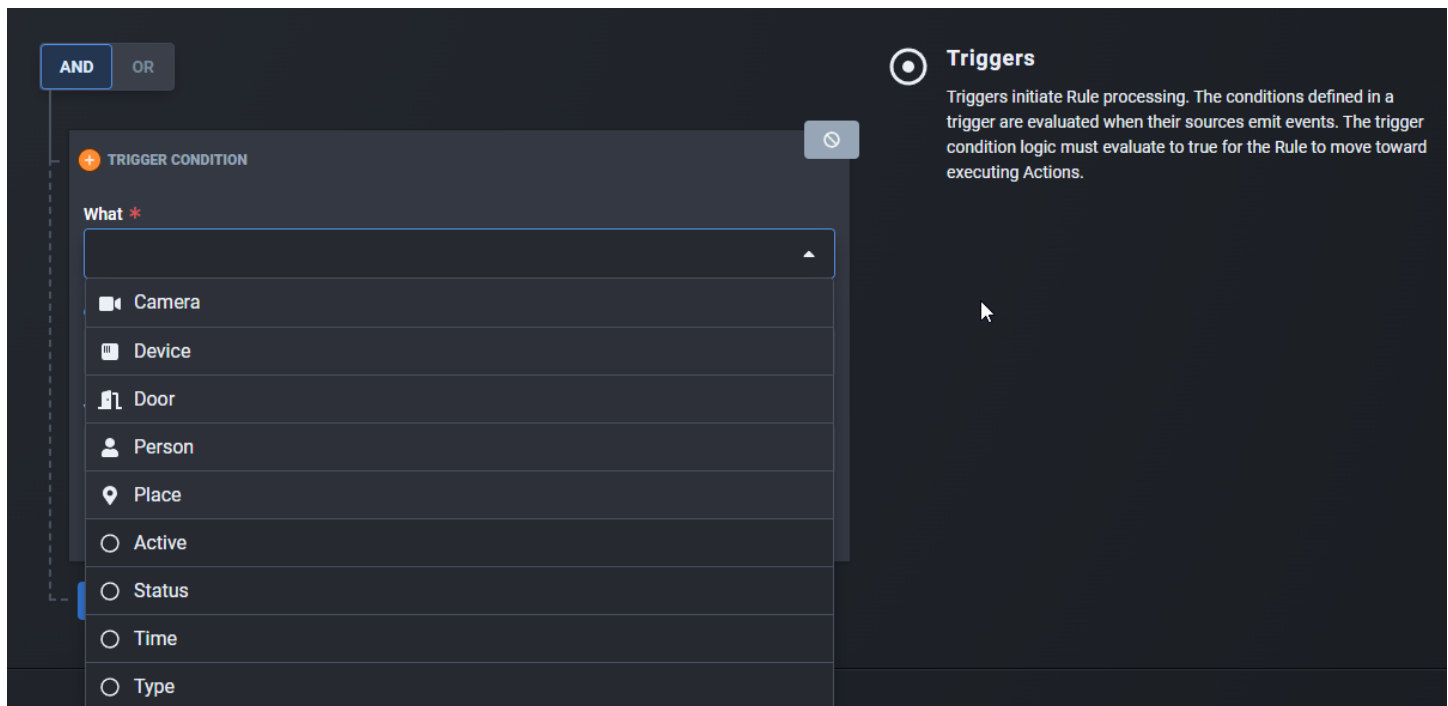 AND OR
TRIGGER CONDITION
What *
Camera
Device
Door
Person
Place
Active
Status
Time
Type
Triggers
Triggers initiate Rule processing. The conditions defined in a
trigger are evaluated when their sources emit events. The trigger
condition logic must evaluate to true for the Rule to move toward
executing Actions.